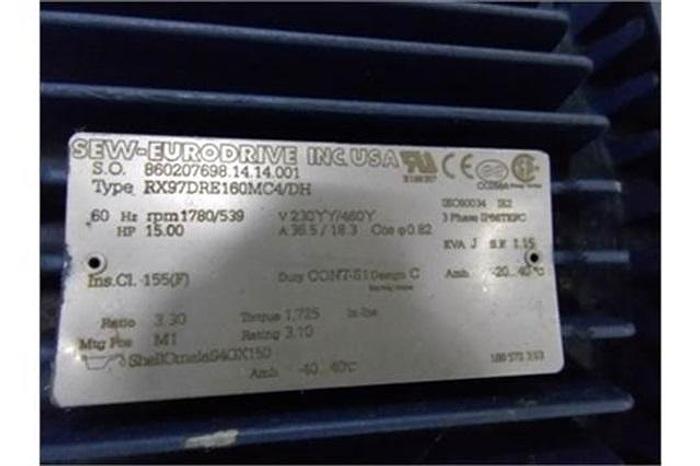 SEW-EURODRIVE INC. USA
S.O. 860207698.14.14.001
Type RX97DRE160MC4/DH
60 Hz rpm 1780/539 V 230YY/460Y 3 Phase
HP 15.00 A 36.5 / 18.3 Cos φ 0.82
KVA J S.F. 1.15
Ins.Cl. 155(F) Duty CONT-S1 Design C Amb. -20...40°C
Ratio 3.30 Torque 1,725 in-lbs
Mtg Pos M1 Rating 3.10
Amb. -40...40°C